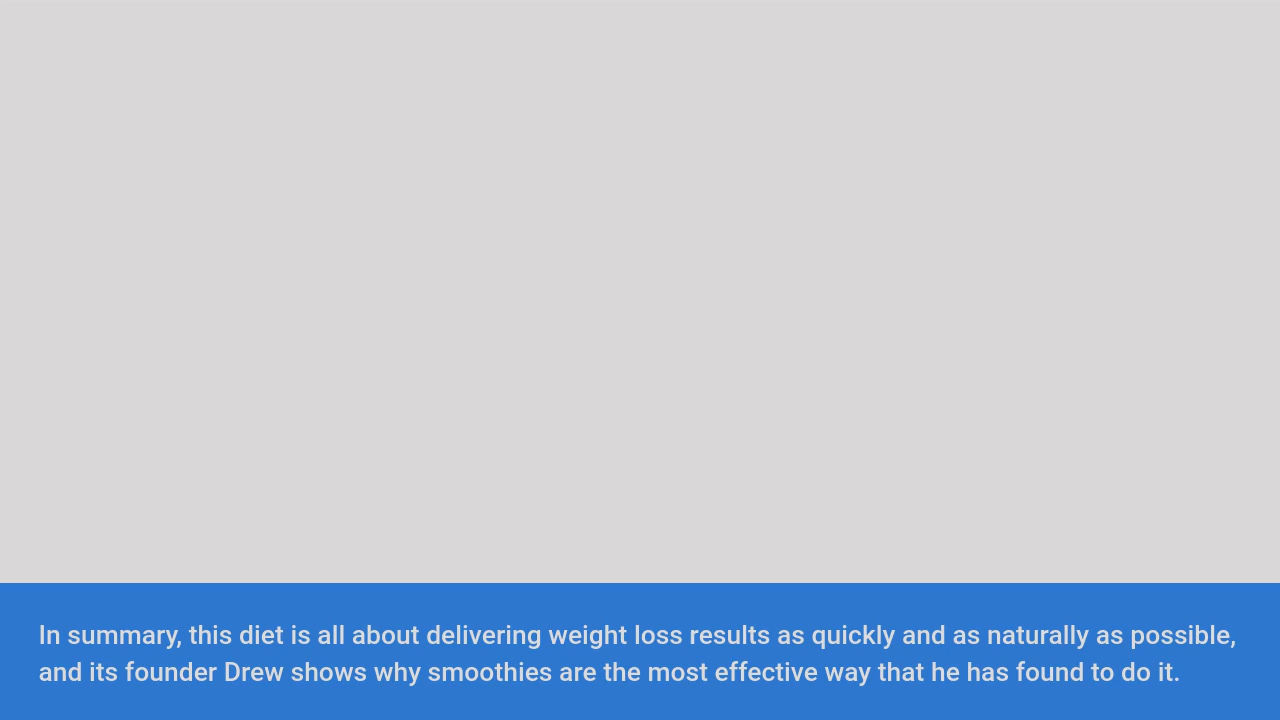 In summary, this diet is all about delivering weight loss results as quickly and as naturally as possible,
and its founder Drew shows why smoothies are the most effective way that he has found to do it.